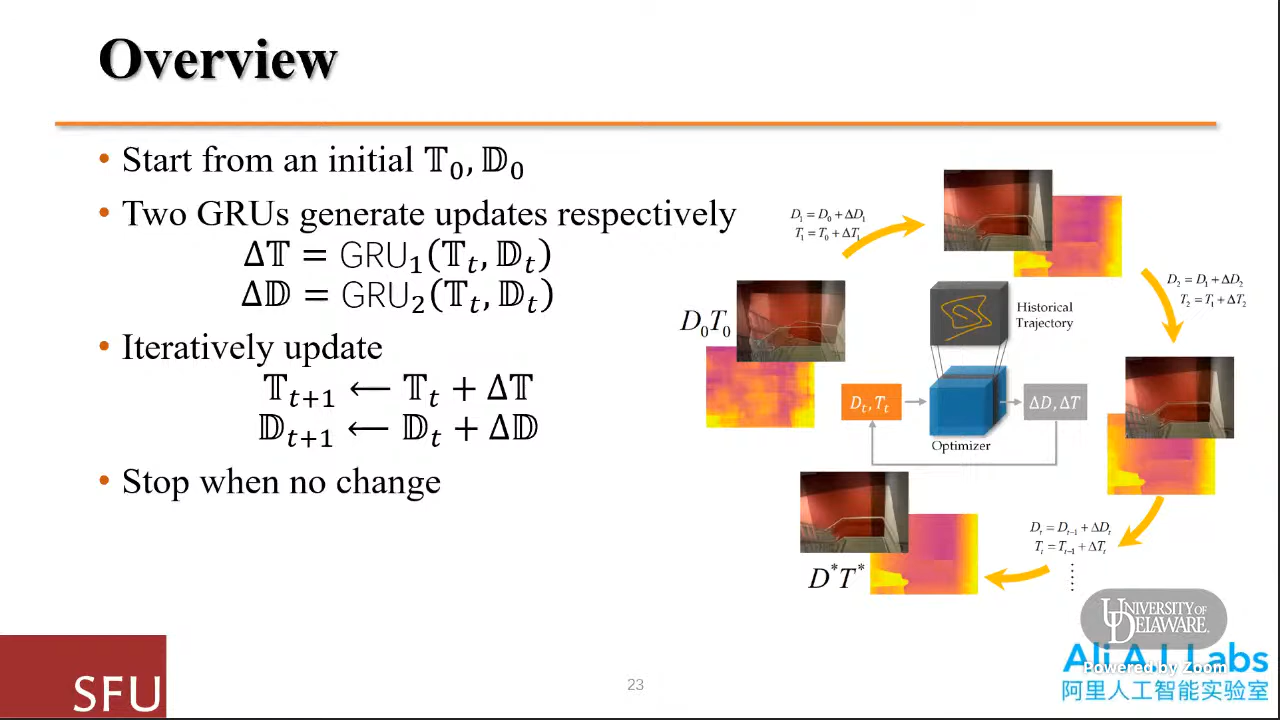 Overview
• Start from an initial 𝕋₀, 𝔻₀
• Two GRUs generate updates respectively
Δ𝕋 = GRU₁(𝕋ₜ, 𝔻ₜ)
Δ𝔻 = GRU₂(𝕋ₜ, 𝔻ₜ)
• Iteratively update
𝕋ₜ₊₁ ⟵ 𝕋ₜ + Δ𝕋
𝔻ₜ₊₁ ⟵ 𝔻ₜ + Δ𝔻
• Stop when no change
D₁ = D₀ + ΔD₁
T₁ = T₀ + ΔT₁
D₂ = D₁ + ΔD₂
T₂ = T₁ + ΔT₂
D₀T₀
Historical
Trajectory
Dₜ, Tₜ
ΔD, ΔT
Optimizer
Dₜ = Dₜ₋₁ + ΔDₜ
Tₜ = Tₜ₋₁ + ΔTₜ
D*T*
UNIVERSITY OF
DELAWARE.
Ali A.I. Labs
Powered by Zoom
阿里人工智能实验室
SFU
23